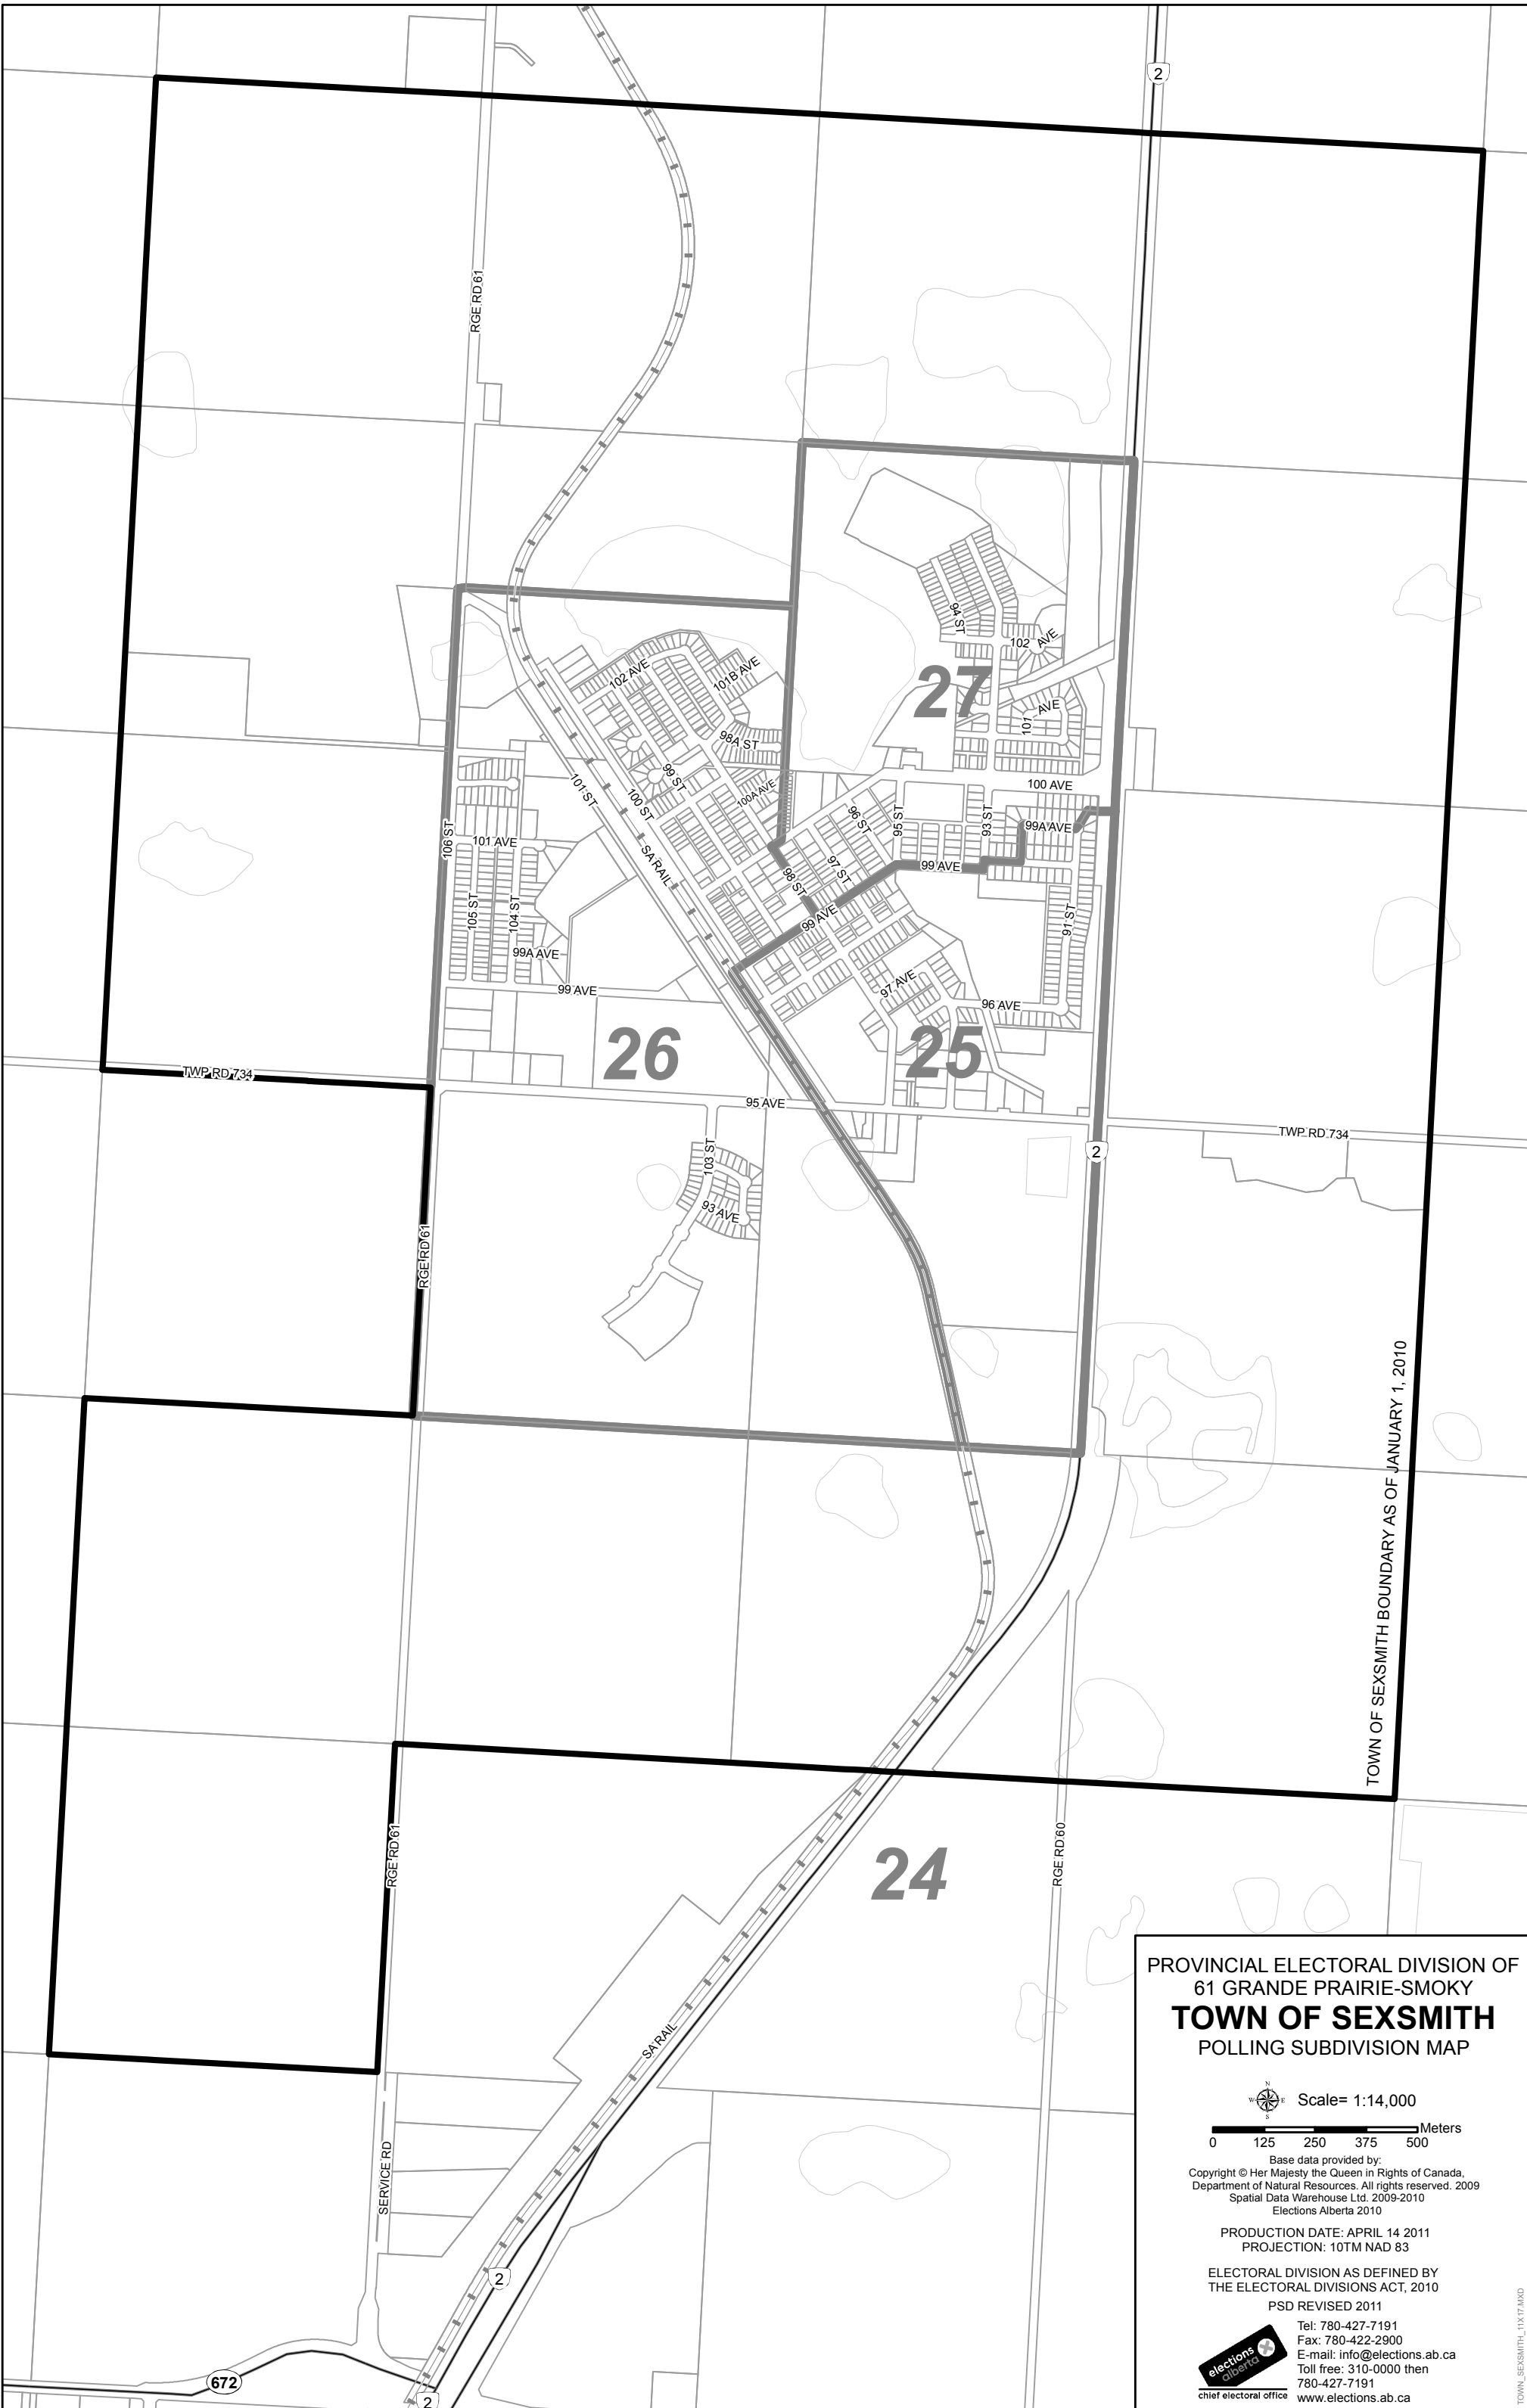 2
RGE RD 61
94 ST
102 AVE
102 AVE
101B AVE
27
101 AVE
98A ST
99 ST
101 ST
100 ST
100A AVE
100 AVE
96 ST
95 ST
93 ST
99A AVE
106 ST
101 AVE
SA RAIL
97 ST
99 AVE
98 ST
105 ST
104 ST
99 AVE
91 ST
99A AVE
97 AVE
99 AVE
96 AVE
26
25
TWP RD 734
95 AVE
TWP RD 734
2
103 ST
93 AVE
RGE RD 61
TOWN OF SEXSMITH BOUNDARY AS OF JANUARY 1, 2010
RGE RD 61
24
RGE RD 60
SA RAIL
SERVICE RD
2
672
2
PROVINCIAL ELECTORAL DIVISION OF
61 GRANDE PRAIRIE-SMOKY
TOWN OF SEXSMITH
POLLING SUBDIVISION MAP
N
W E
S
Scale= 1:14,000
Meters
0 125 250 375 500
Base data provided by:
Copyright © Her Majesty the Queen in Rights of Canada,
Department of Natural Resources. All rights reserved. 2009
Spatial Data Warehouse Ltd. 2009-2010
Elections Alberta 2010
PRODUCTION DATE: APRIL 14 2011
PROJECTION: 10TM NAD 83
ELECTORAL DIVISION AS DEFINED BY
THE ELECTORAL DIVISIONS ACT, 2010
PSD REVISED 2011
elections
alberta
chief electoral office
Tel: 780-427-7191
Fax: 780-422-2900
E-mail: info@elections.ab.ca
Toll free: 310-0000 then
780-427-7191
www.elections.ab.ca
TOWN_SEXSMITH_11X17.MXD